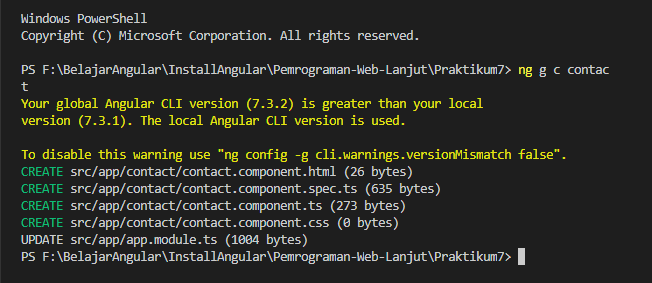 Windows PowerShell
Copyright (C) Microsoft Corporation. All rights reserved.
PS F:\BelajarAngular\InstallAngular\Pemrograman-Web-Lanjut\Praktikum7> ng g c contac
t
Your global Angular CLI version (7.3.2) is greater than your local
version (7.3.1). The local Angular CLI version is used.
To disable this warning use "ng config -g cli.warnings.versionMismatch false".
CREATE src/app/contact/contact.component.html (26 bytes)
CREATE src/app/contact/contact.component.spec.ts (635 bytes)
CREATE src/app/contact/contact.component.ts (273 bytes)
CREATE src/app/contact/contact.component.css (0 bytes)
UPDATE src/app/app.module.ts (1004 bytes)
PS F:\BelajarAngular\InstallAngular\Pemrograman-Web-Lanjut\Praktikum7>